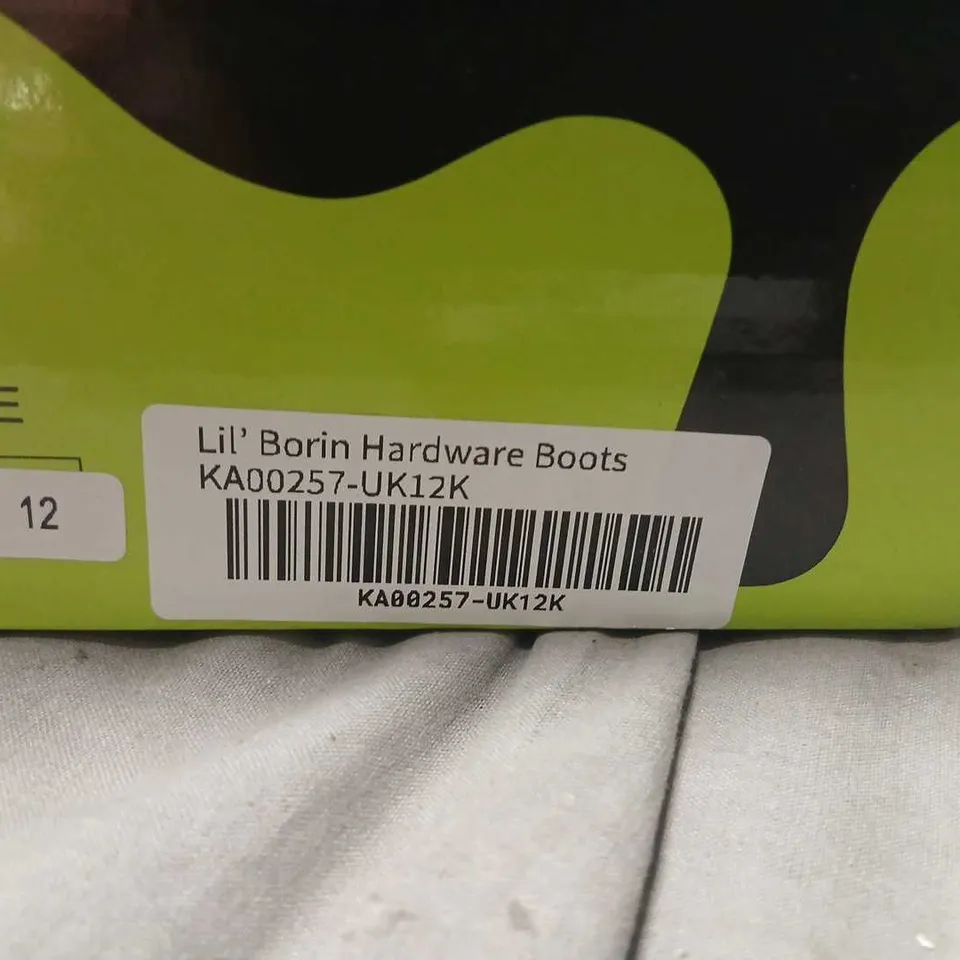 Lil’ Borin Hardware Boots
KA00257-UK12K
KA00257-UK12K
12